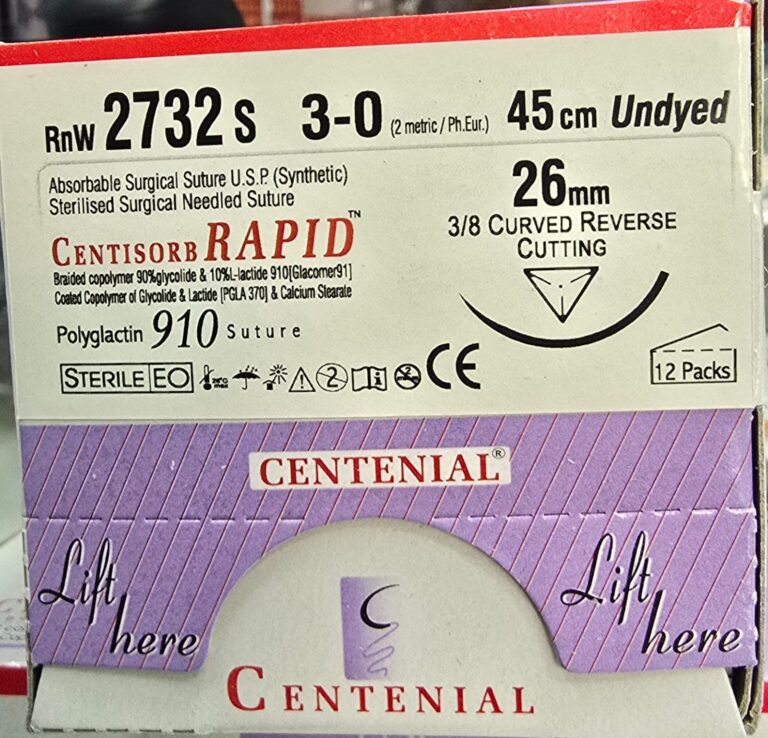 RnW 2732 S 3-0 (2 metric / Ph.Eur.) 45 cm Undyed
Absorbable Surgical Suture U.S.P. (Synthetic)
Sterilised Surgical Needled Suture
CENTISORB RAPID™
Braided copolymer 90%glycolide & 10%L-lactide 910[Glacomer91]
Coated Copolymer of Glycolide & Lactide [PGLA 370] & Calcium Stearate
Polyglactin 910 Suture
26mm
3/8 CURVED REVERSE
CUTTING
STERILE EO
2
2
CE
12 Packs
CENTENIAL®
Lift here
Lift here
CENTENIAL